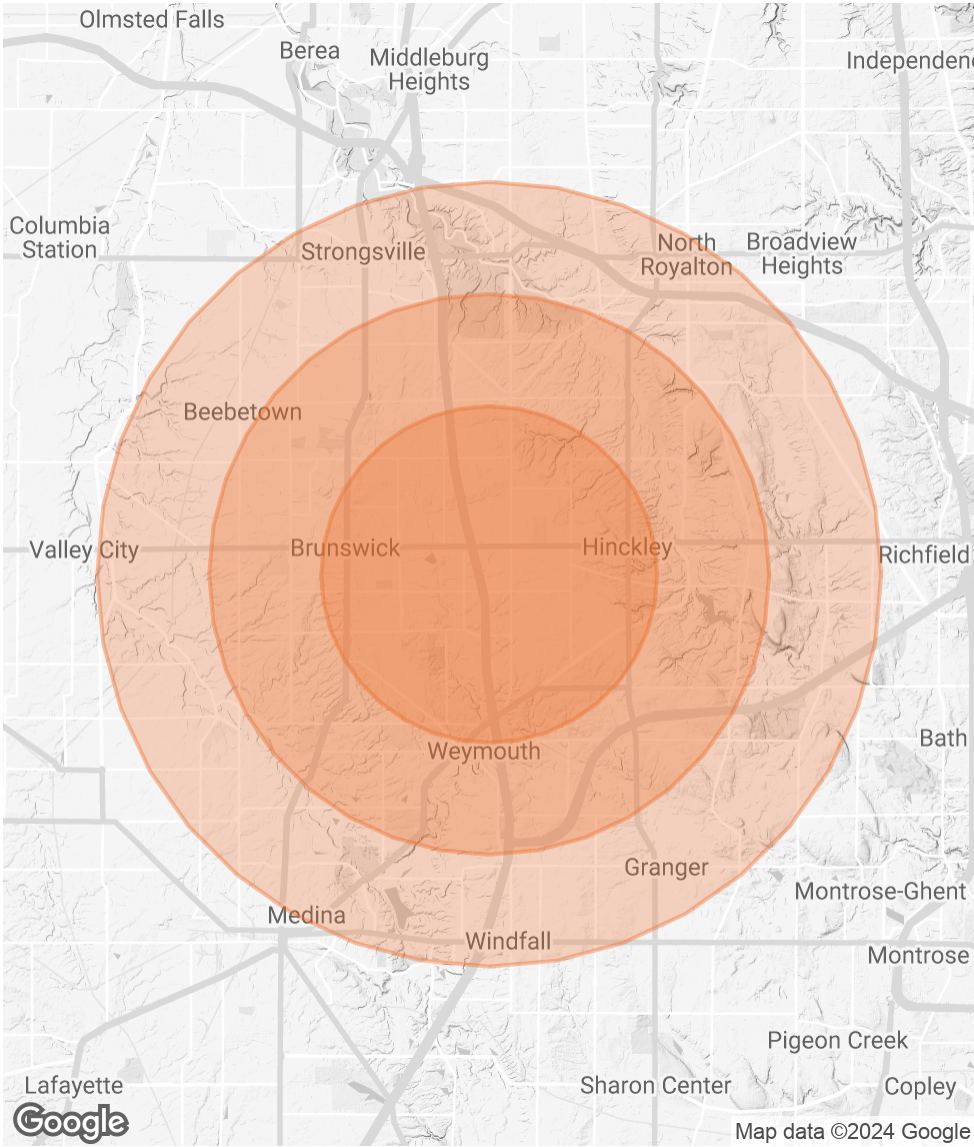 Olmsted Falls
Berea
Middleburg
Heights
Independenc
Columbia
Station
Strongsville
North
Royalton
Broadview
Heights
Beebetown
Valley City
Brunswick
Hinckley
Richfield
Weymouth
Bath
Granger
Montrose-Ghent
Medina
Windfall
Montrose
Pigeon Creek
Lafayette
Sharon Center
Copley
Google
Map data ©2024 Google